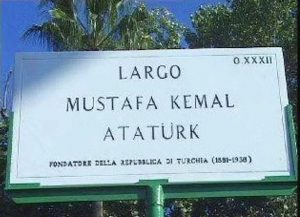 O.XXXII
LARGO
MUSTAFA KEMAL
ATATÜRK
FONDATORE DELLA REPUBBLICA DI TURCHIA (1881-1938)